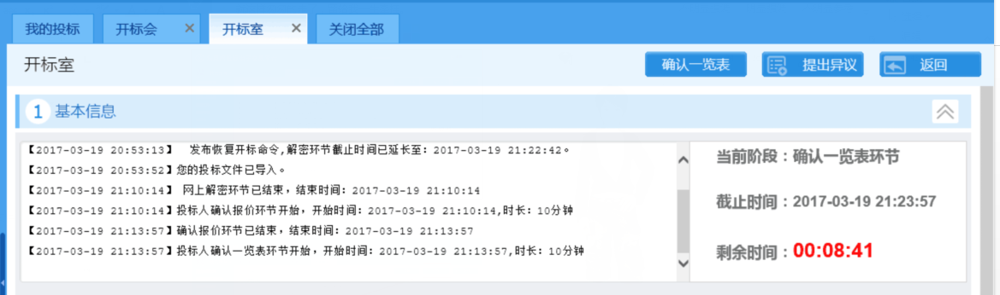 我的投标 开标会 × 开标室 × 关闭全部
开标室 确认一览表 提出异议 返回
1 基本信息
【2017-03-19 20:53:13】 发布恢复开标命令,解密环节截止时间已延长至：2017-03-19 21:22:42。
【2017-03-19 20:53:52】您的投标文件已导入。
【2017-03-19 21:10:14】 网上解密环节已结束，结束时间：2017-03-19 21:10:14
【2017-03-19 21:10:14】投标人确认报价环节开始，开始时间：2017-03-19 21:10:14,时长：10分钟
【2017-03-19 21:13:57】确认报价环节已结束，结束时间：2017-03-19 21:13:57
【2017-03-19 21:13:57】投标人确认一览表环节开始，开始时间：2017-03-19 21:13:57,时长：10分钟
当前阶段：确认一览表环节
截止时间：2017-03-19 21:23:57
剩余时间：00:08:41